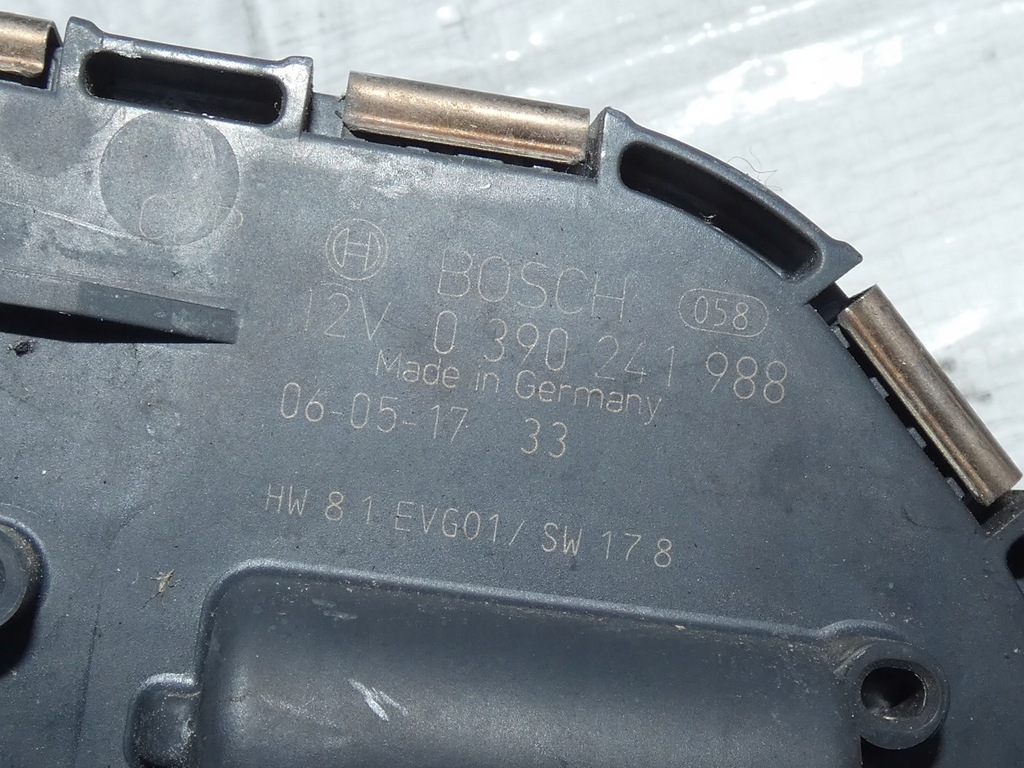 BOSCH
058
12V 0 390 241 988
Made in Germany
06-05-17 33
HW 8 1 EVG01/ SW 17 8